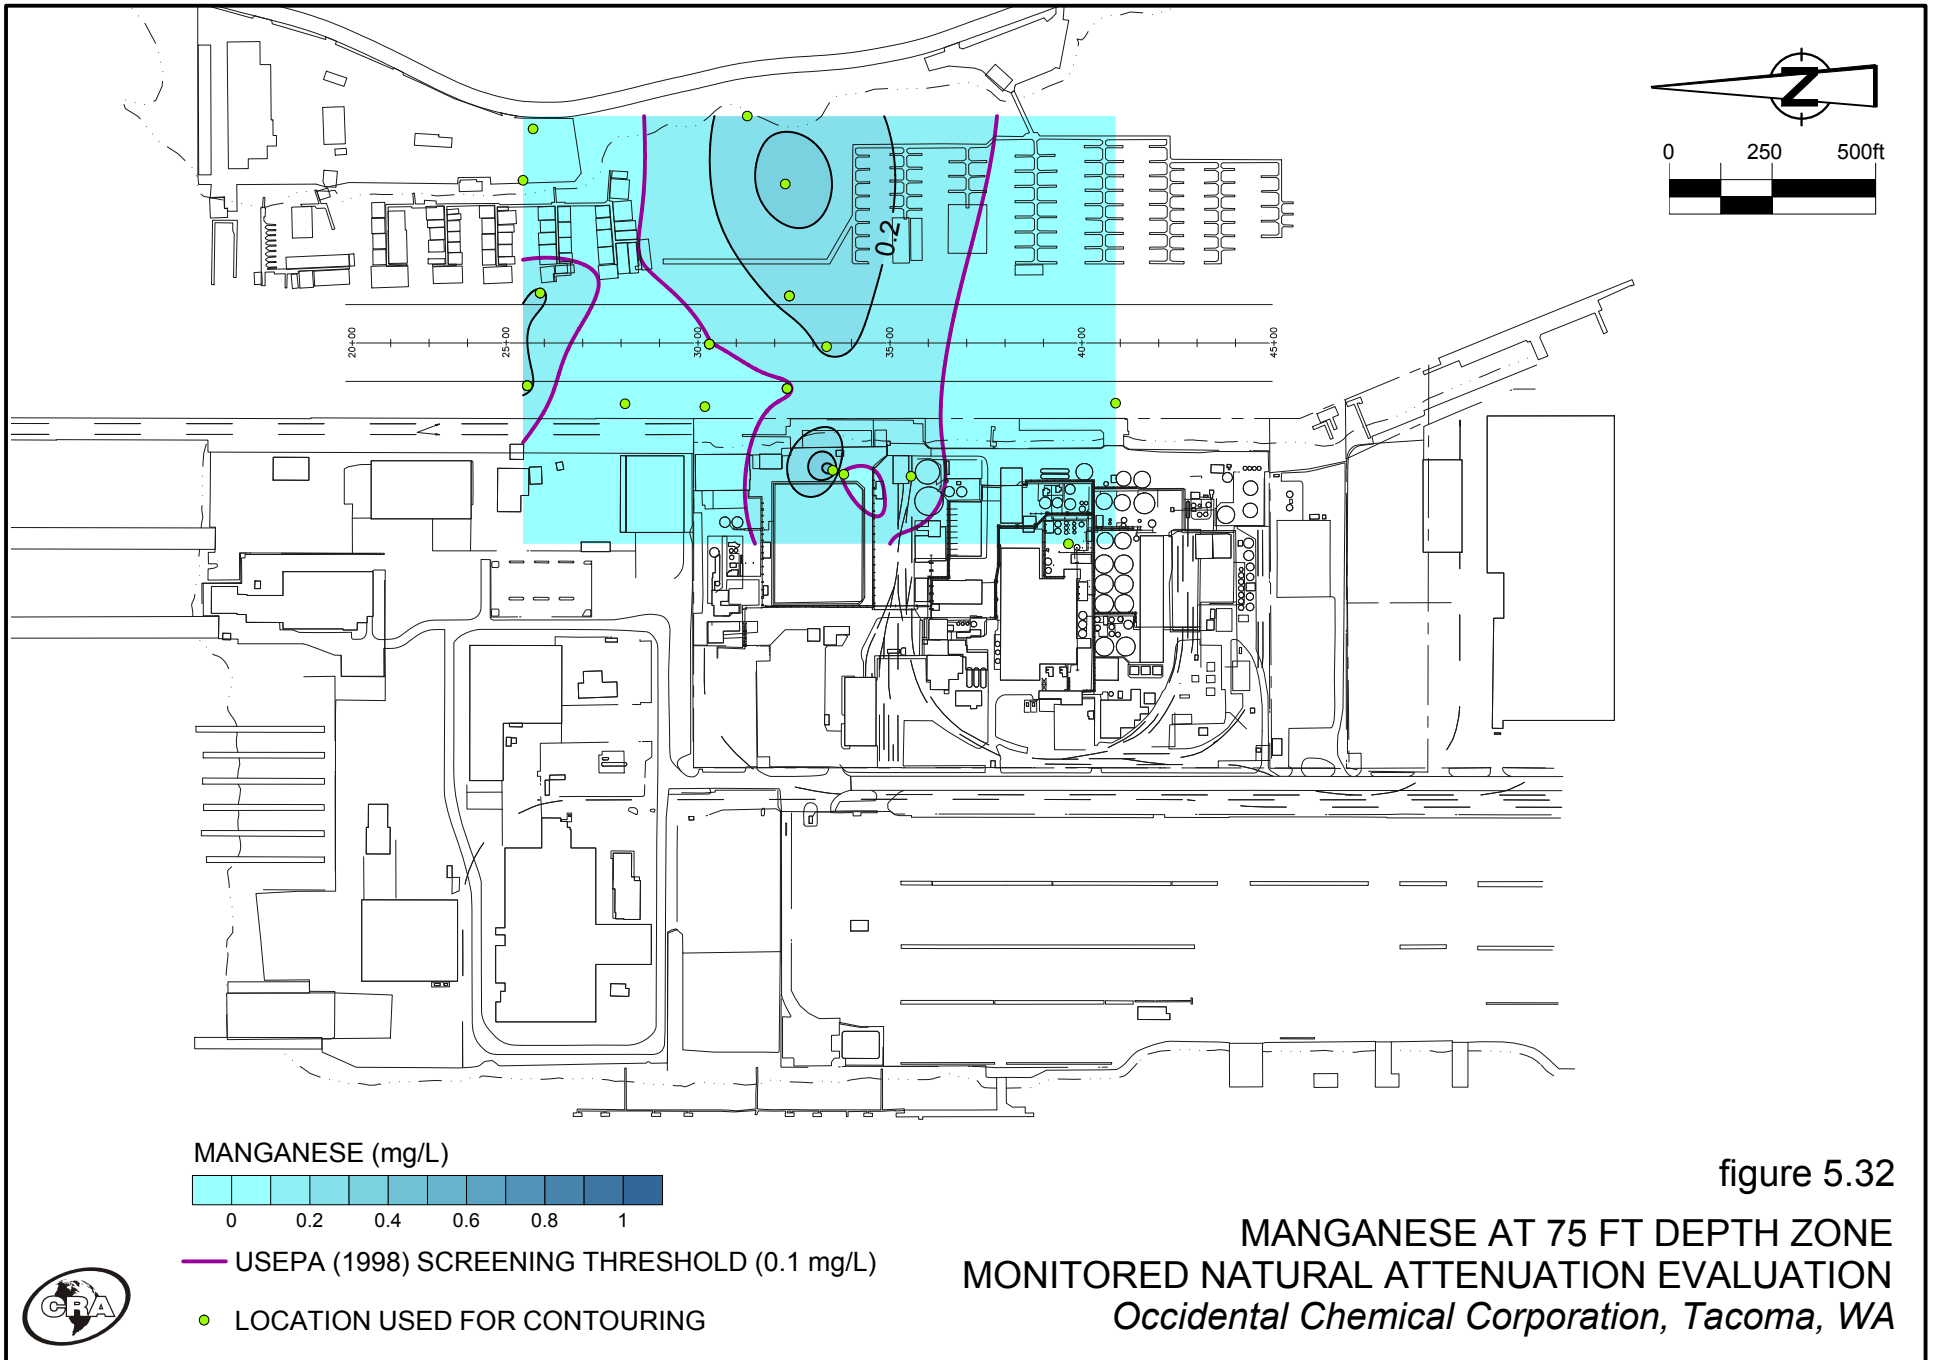 N
0 250 500ft
0.2
20+00 25+00 30+00 35+00 40+00 45+00
MANGANESE (mg/L)
0 0.2 0.4 0.6 0.8 1
USEPA (1998) SCREENING THRESHOLD (0.1 mg/L)
LOCATION USED FOR CONTOURING
CRA
figure 5.32
MANGANESE AT 75 FT DEPTH ZONE
MONITORED NATURAL ATTENUATION EVALUATION
Occidental Chemical Corporation, Tacoma, WA